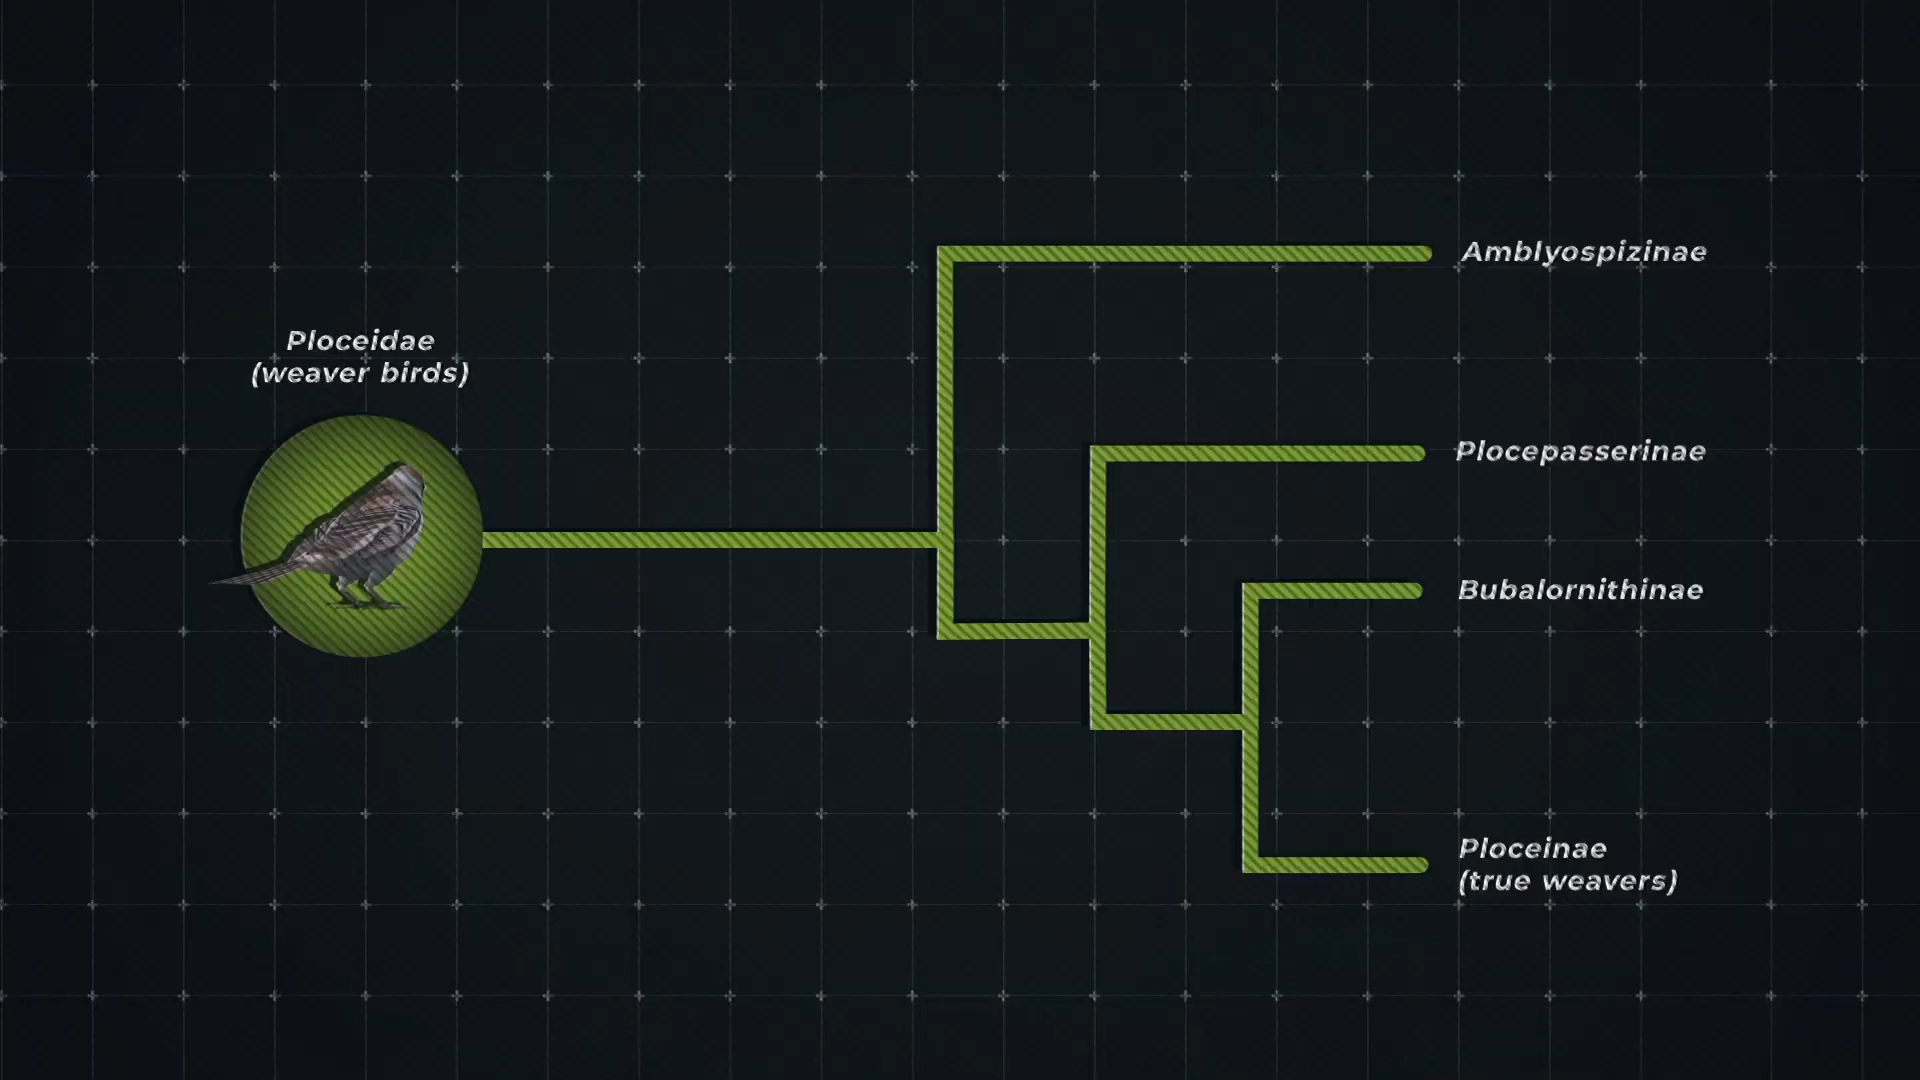 Ploceidae
(weaver birds)
Amblyospizinae
Plocepasserinae
Bubalornithinae
Ploceinae
(true weavers)